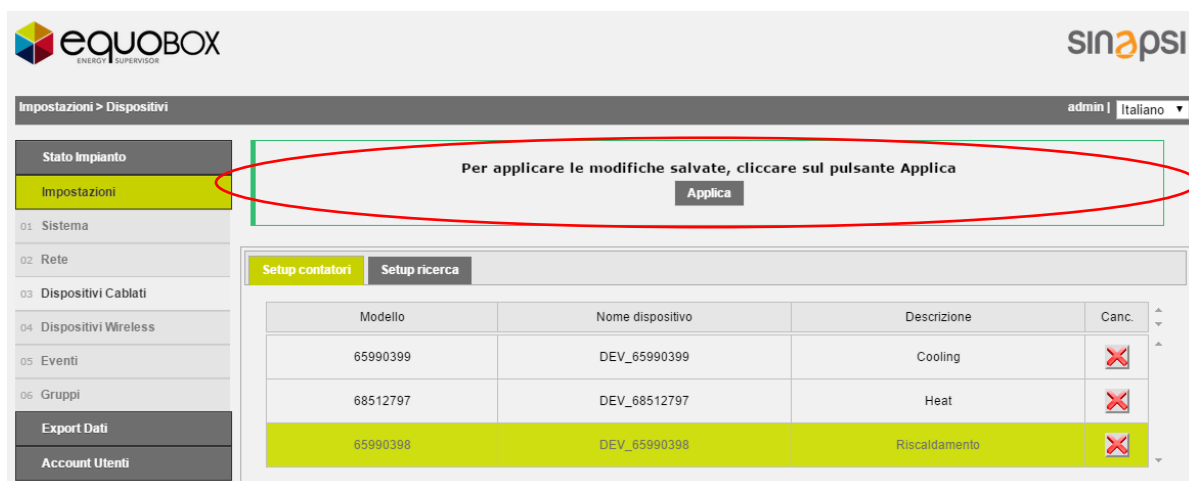 equoBOX
ENERGY SUPERVISOR
sinapsi
Impostazioni > Dispositivi
admin | Italiano
Stato Impianto
Impostazioni
01 Sistema
02 Rete
03 Dispositivi Cablati
04 Dispositivi Wireless
05 Eventi
06 Gruppi
Export Dati
Account Utenti
Per applicare le modifiche salvate, cliccare sul pulsante Applica
Applica
Setup contatori Setup ricerca
Modello Nome dispositivo Descrizione Canc.
65990399 DEV_65990399 Cooling
68512797 DEV_68512797 Heat
65990398 DEV_65990398 Riscaldamento